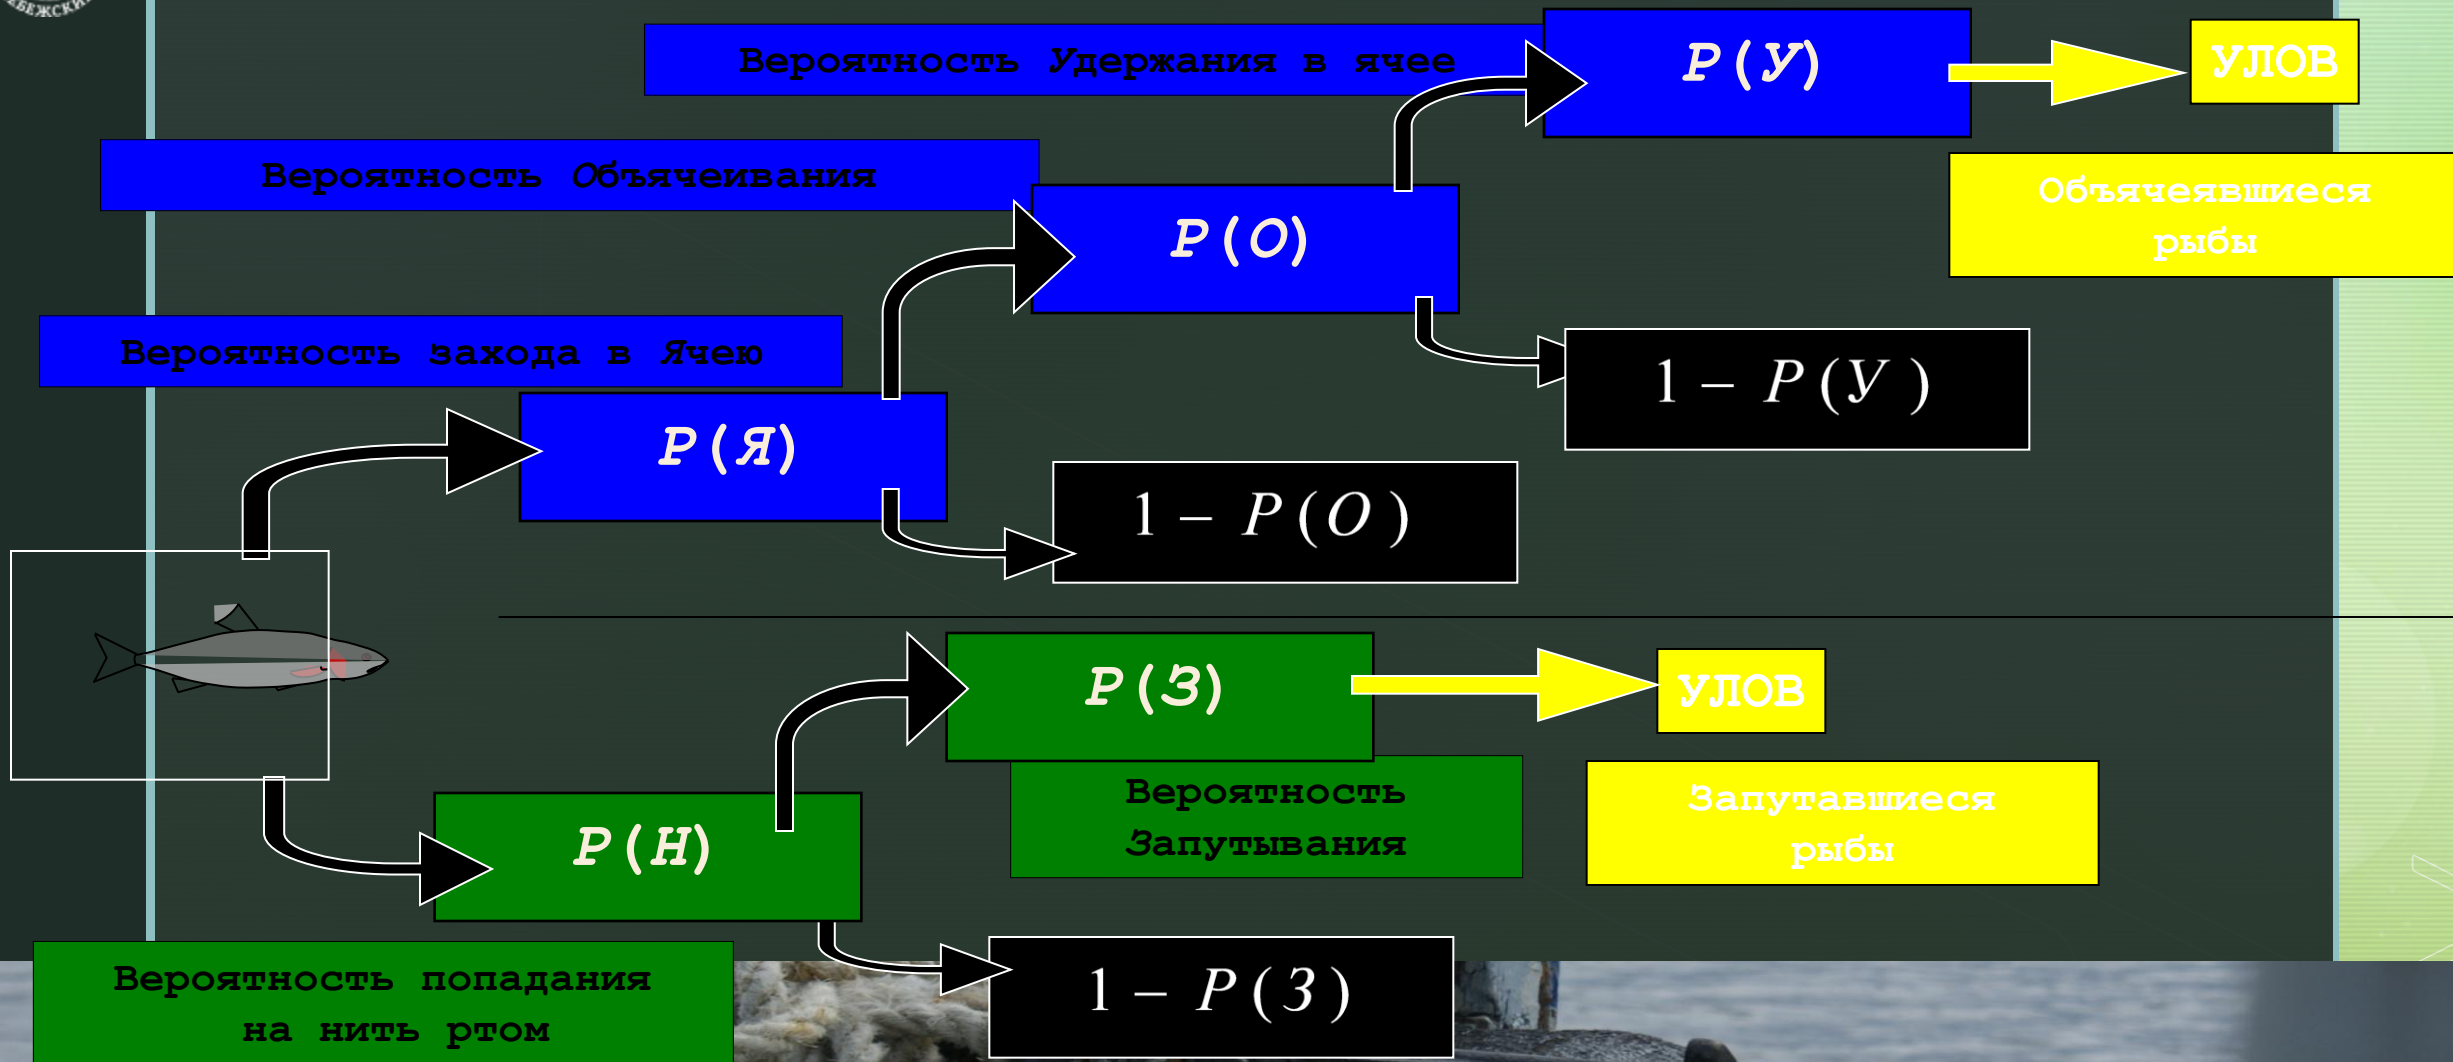 Вероятность Удержания в ячее
P(У)
УЛОВ
Вероятность Объячеивания
P(О)
Объячеявшиеся
рыбы
Вероятность захода в Ячею
P(Я)
1 – P(У )
1 – P(О )
P(З)
УЛОВ
Вероятность
Запутывания
Запутавшиеся
рыбы
P(Н)
Вероятность попадания
на нить ртом
1 – P(З )